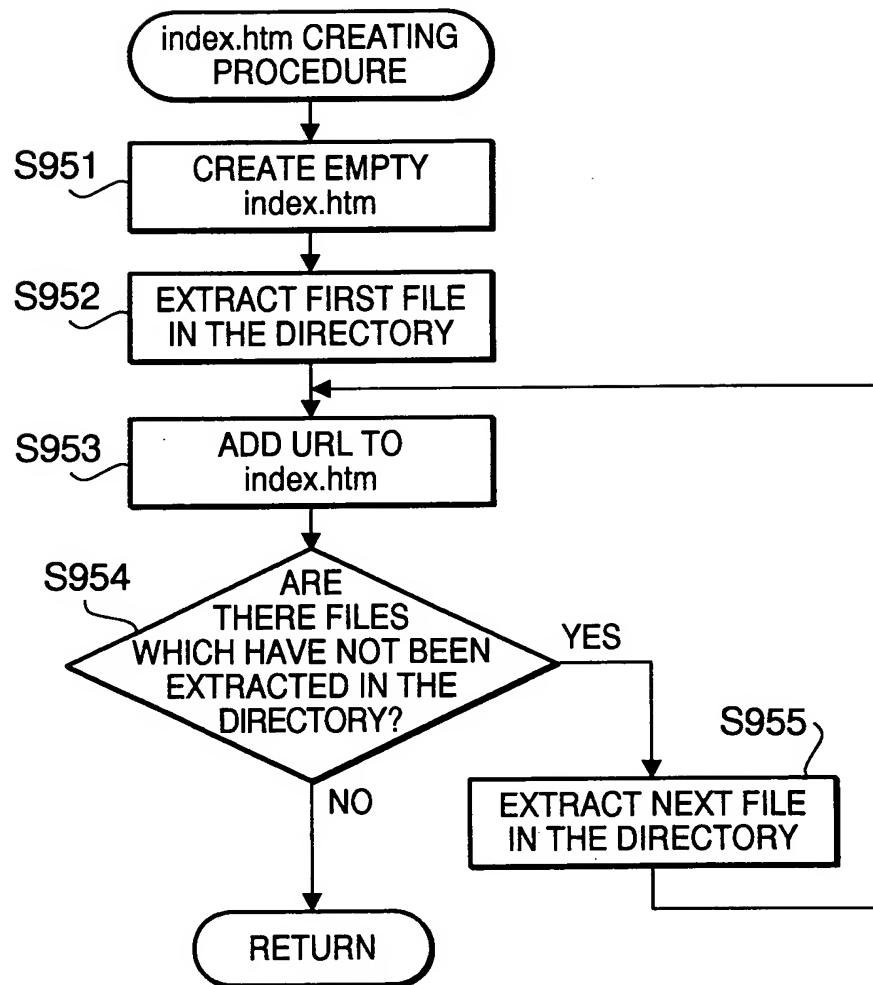 index.htm CREATING
PROCEDURE
S951
CREATE EMPTY
index.htm
S952
EXTRACT FIRST FILE
IN THE DIRECTORY
S953
ADD URL TO
index.htm
S954
ARE
THERE FILES
WHICH HAVE NOT BEEN
EXTRACTED IN THE
DIRECTORY?
YES
S955
EXTRACT NEXT FILE
IN THE DIRECTORY
NO
RETURN